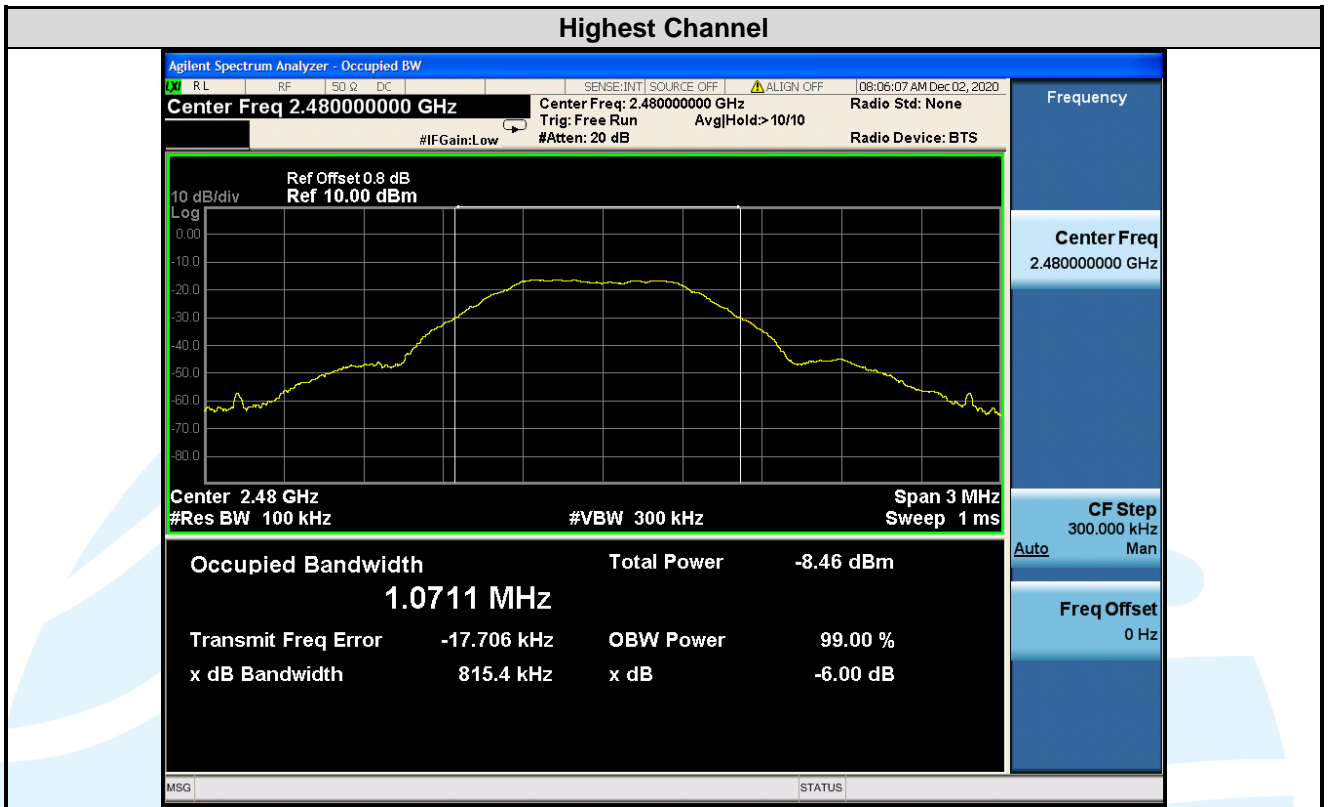 Highest Channel
Agilent Spectrum Analyzer - Occupied BW
LXI RL RF 50 Ω DC SENSE:INT SOURCE OFF ALIGN OFF 08:06:07 AM Dec 02, 2020
Center Freq 2.480000000 GHz
Center Freq: 2.480000000 GHz
Radio Std: None
Trig: Free Run Avg|Hold:>10/10
#IFGain:Low
#Atten: 20 dB
Radio Device: BTS
Ref Offset 0.8 dB
10 dB/div Ref 10.00 dBm
Log
0.00
-10.0
-20.0
-30.0
-40.0
-50.0
-60.0
-70.0
-80.0
Center 2.48 GHz
Span 3 MHz
#Res BW 100 kHz
#VBW 300 kHz
Sweep 1 ms
Occupied Bandwidth
Total Power -8.46 dBm
1.0711 MHz
Transmit Freq Error -17.706 kHz
OBW Power 99.00 %
x dB Bandwidth 815.4 kHz
x dB -6.00 dB
MSG
STATUS
Frequency
Center Freq
2.480000000 GHz
CF Step
300.000 kHz
Auto Man
Freq Offset
0 Hz